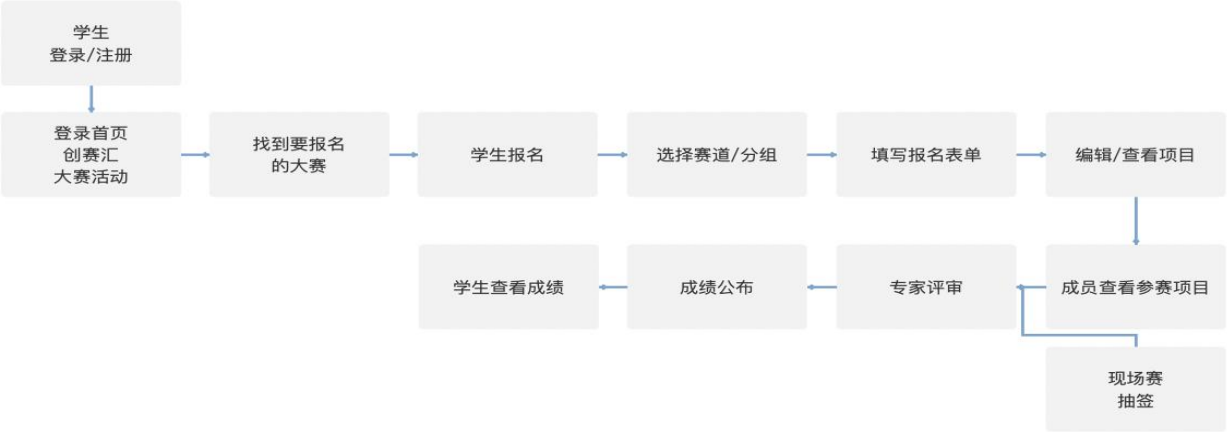 学生
登录/注册
登录首页
创赛汇
大赛活动
找到要报名
的大赛
学生报名
选择赛道/分组
填写报名表单
编辑/查看项目
学生查看成绩
成绩公布
专家评审
成员查看参赛项目
现场赛
抽签